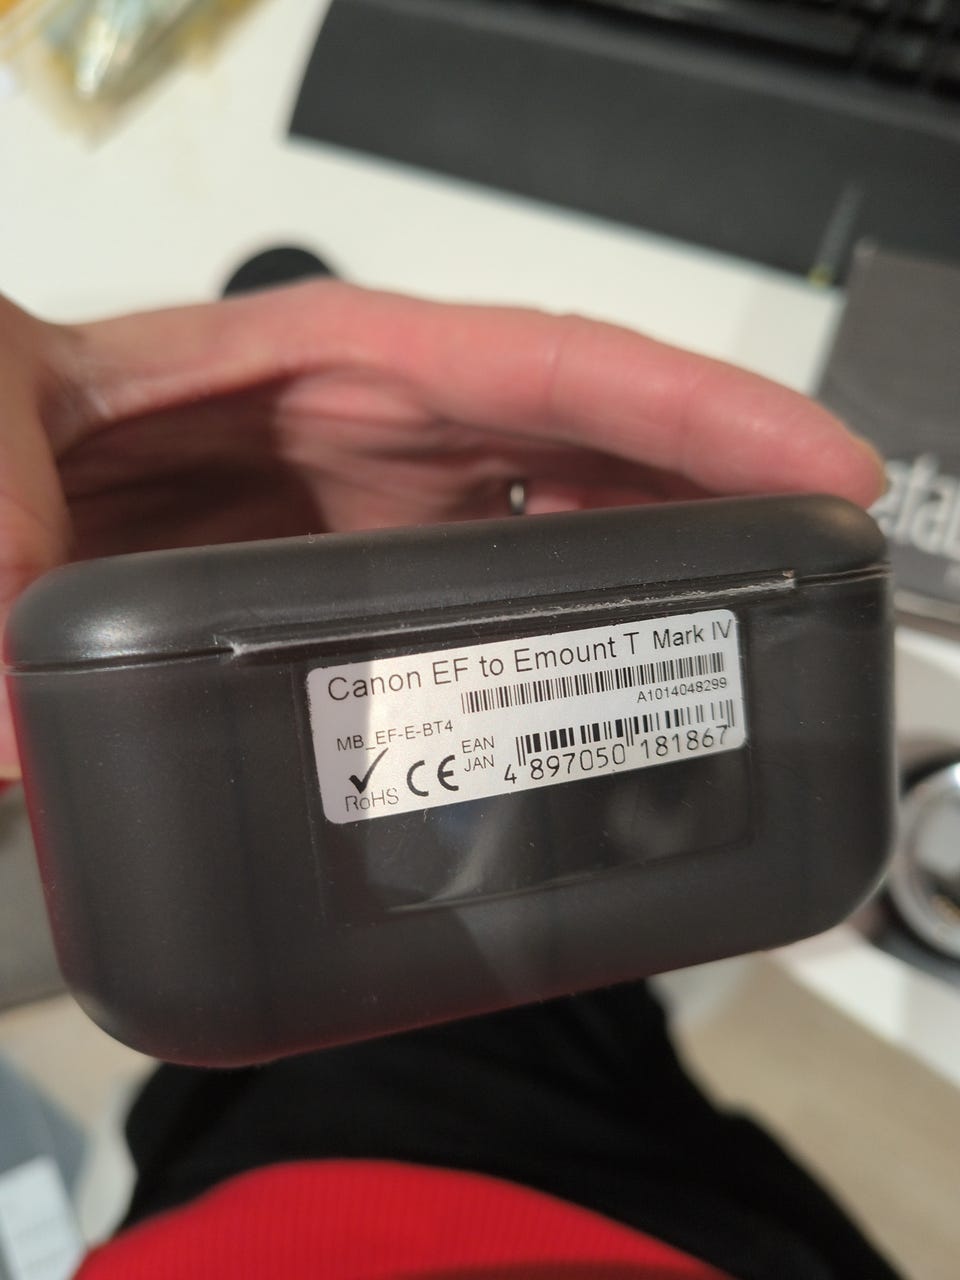 Canon EF to Emount T Mark IV
A1014048299
MB_EF-E-BT4
RoHS
CE
EAN
JAN
4 897050 181867